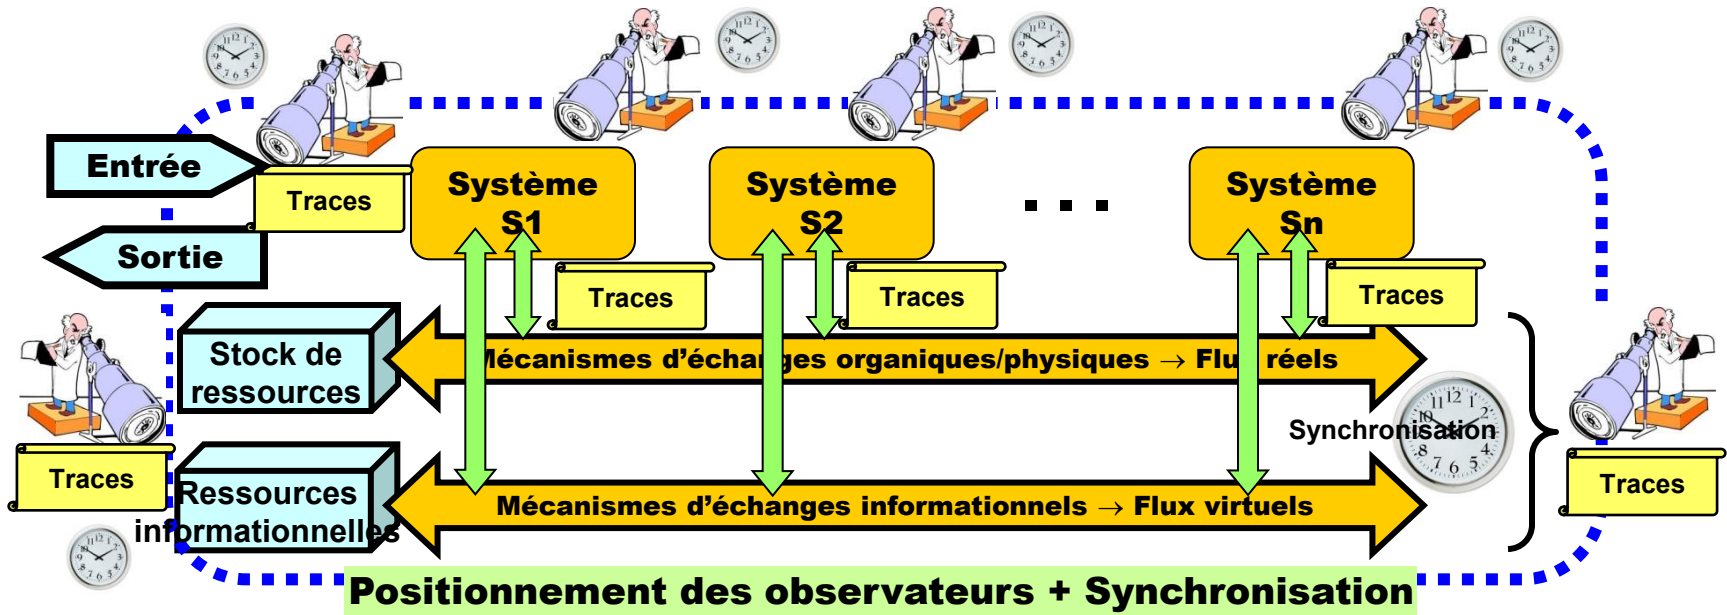 Entrée
Traces
Sortie
Système
S1
Traces
Système
S2
Traces
. . .
Système
Sn
Traces
Stock de
ressources
Mécanismes d’échanges organiques/physiques → Flux réels
Synchronisation
Traces
Ressources
informationnelles
Mécanismes d’échanges informationnels → Flux virtuels
Traces
Positionnement des observateurs + Synchronisation